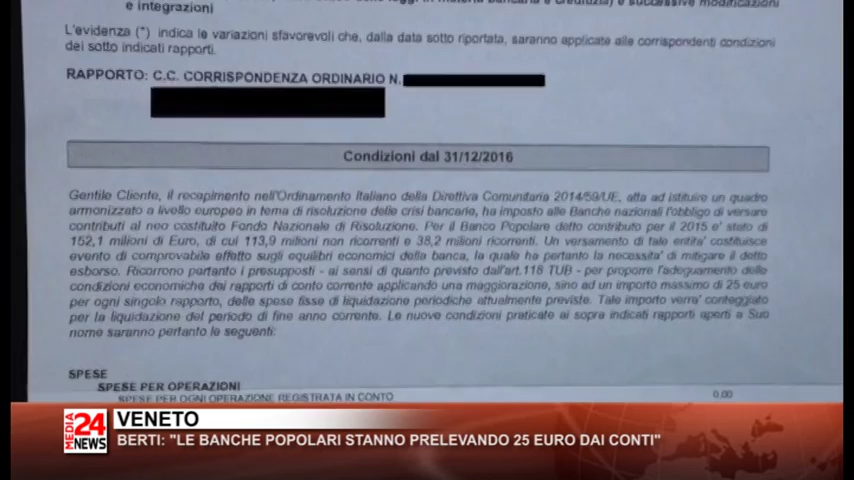 e integrazioni
L'evidenza (*) indica le variazioni sfavorevoli che, dalla data sotto riportata, saranno applicate alle corrispondenti condizioni
dei sotto indicati rapporti.
RAPPORTO: C.C. CORRISPONDENZA ORDINARIO N.
Condizioni dal 31/12/2016
Gentile Cliente, il recepimento nell'Ordinamento Italiano della Direttiva Comunitaria 2014/59/UE, atta ad istituire un quadro
armonizzato a livello europeo in tema di risoluzione delle crisi bancarie, ha imposto alle Banche nazionali l'obbligo di versare
contributi al neo costituito Fondo Nazionale di Risoluzione. Per il Banco Popolare detto contributo per il 2015 e' stato di
152,1 milioni di Euro, di cui 113,9 milioni non ricorrenti e 38,2 milioni ricorrenti. Un versamento di tale entita' costituisce
evento di comprovabile effetto sugli equilibri economici della banca, la quale ha pertanto la necessita' di mitigare il detto
esborso. Ricorrono pertanto i presupposti - ai sensi di quanto previsto dall'art.118 TUB - per proporre l'adeguamento delle
condizioni economiche dei rapporti di conto corrente applicando una maggiorazione, sino ad un importo massimo di 25 euro
per ogni singolo rapporto, delle spese fisse di liquidazione periodiche attualmente previste. Tale importo verra' conteggiato
per la liquidazione del periodo di fine anno corrente. Le nuove condizioni praticate ai sopra indicati rapporti aperti a Suo
nome saranno pertanto le seguenti:
SPESE
SPESE PER OPERAZIONI
SPESE PER OGNI OPERAZIONE REGISTRATA IN CONTO 0,00
MEDIA 24 NEWS
VENETO
BERTI: "LE BANCHE POPOLARI STANNO PRELEVANDO 25 EURO DAI CONTI"